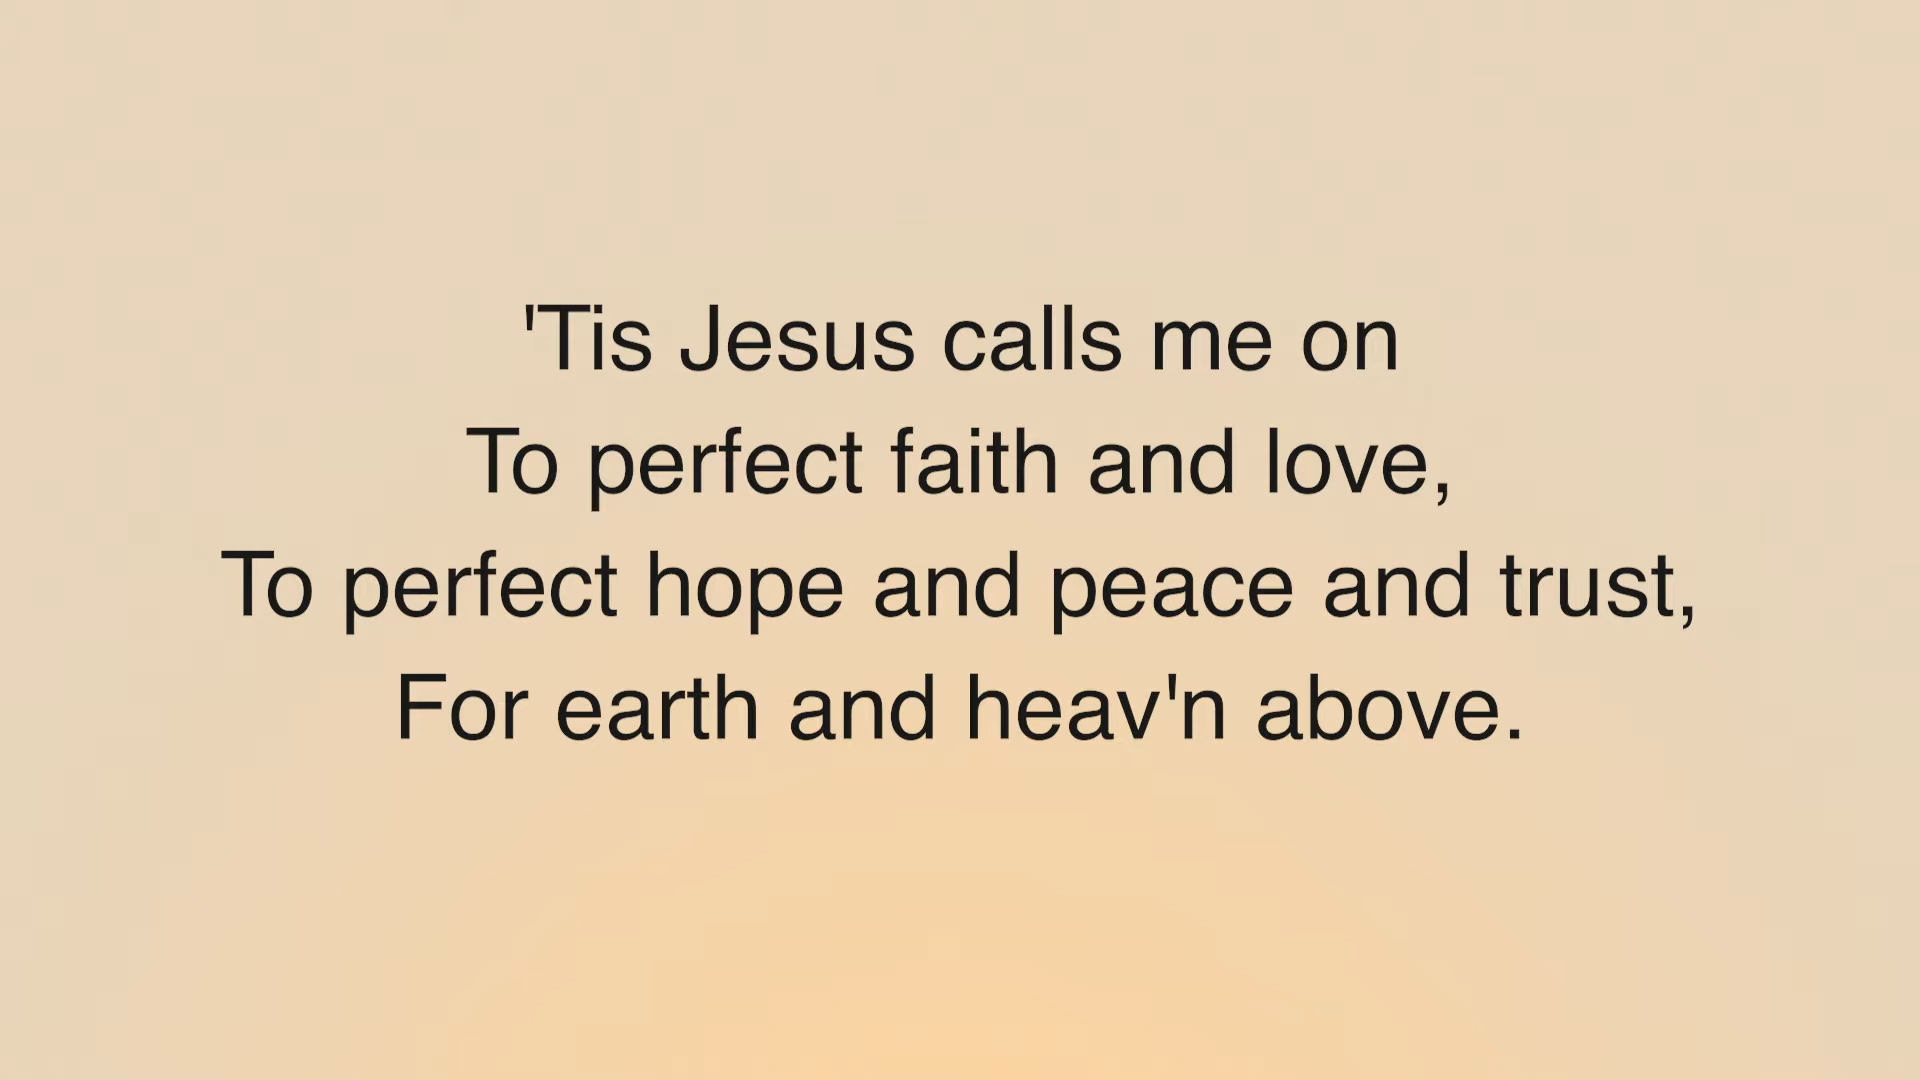 'Tis Jesus calls me on
To perfect faith and love,
To perfect hope and peace and trust,
For earth and heav'n above.